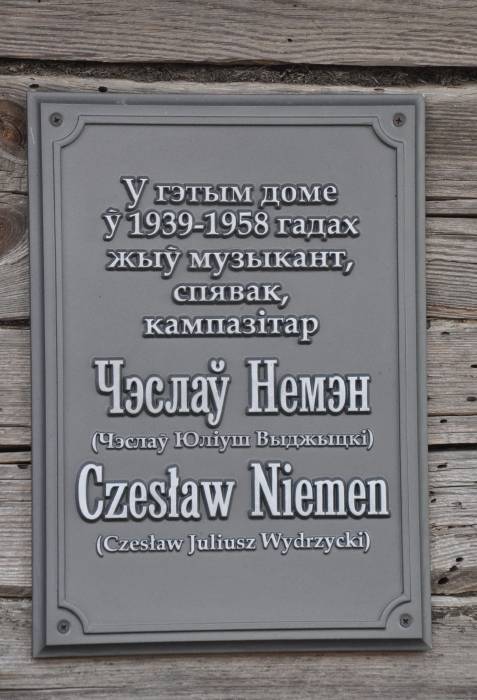 У гэтым доме
ў 1939-1958 гадах
жыў музыкант,
спявак,
кампазітар
Чэслаў Немэн
(Чэслаў Юліуш Выджыцкі)
Czesław Niemen
(Czesław Juliusz Wydrzycki)